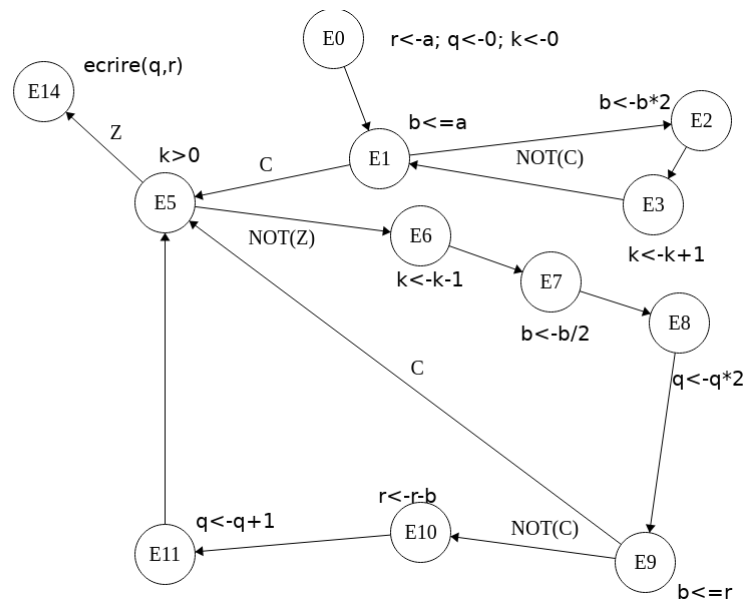 E0
r<-a; q<-0; k<-0
ecrire(q,r)
E14
b<-b*2
b<=a
E2
Z
k>0
C
E1
NOT(C)
E5
E3
NOT(Z)
E6
k<-k+1
k<-k-1
E7
b<-b/2
E8
C
q<-q*2
r<-r-b
q<-q+1
E10
NOT(C)
E11
E9
b<=r